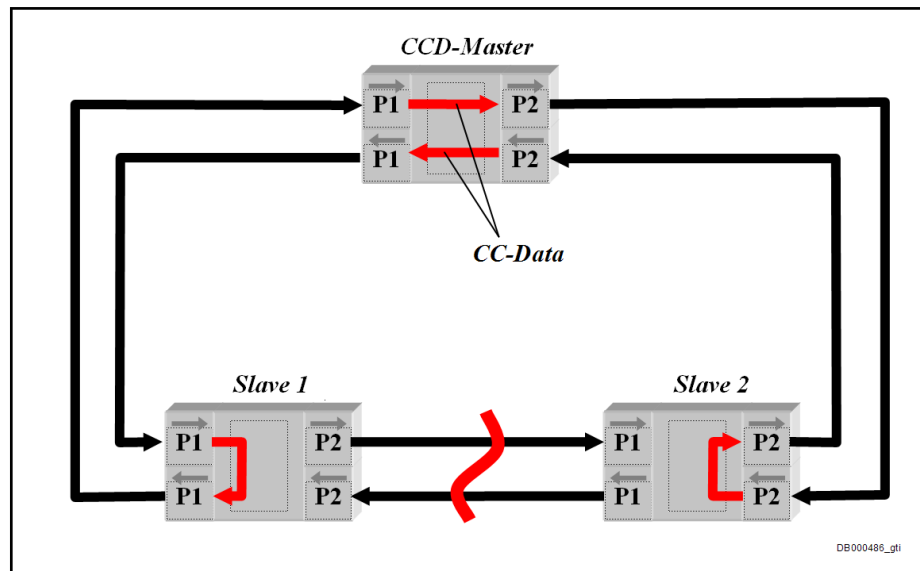 CCD-Master
P1 P2
P1 P2
CC-Data
Slave 1 Slave 2
P1 P2 P1 P2
P1 P2 P1 P2
DB000486_gti